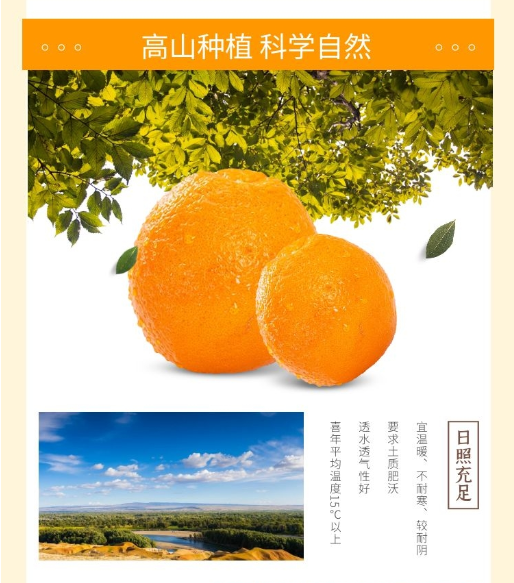 高山种植 科学自然
日照充足
宜温暖、不耐寒、较耐阴
要求土质肥沃
透水透气性好
喜年平均温度15℃以上